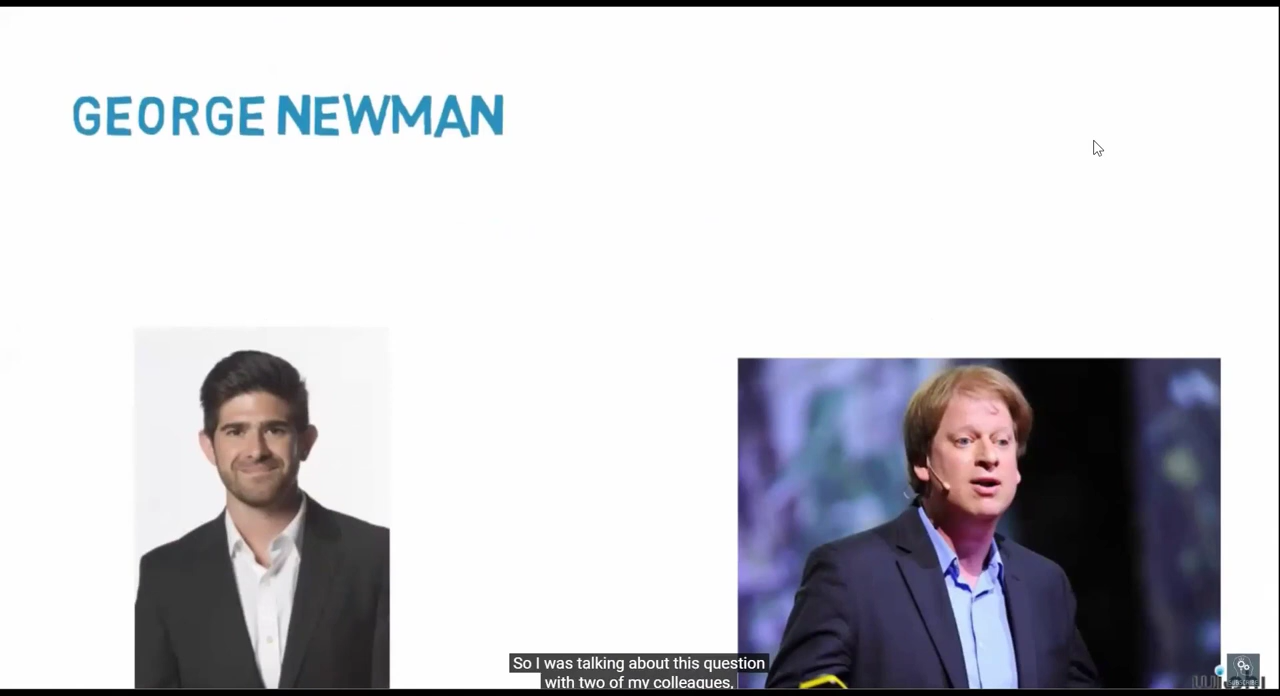 GEORGE NEWMAN
So I was talking about this question
with two of my colleagues,